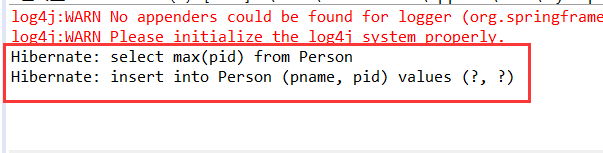 log4j:WARN No appenders could be found for logger (org.springframe
log4j:WARN Please initialize the log4j system properly.
Hibernate: select max(pid) from Person
Hibernate: insert into Person (pname, pid) values (?, ?)